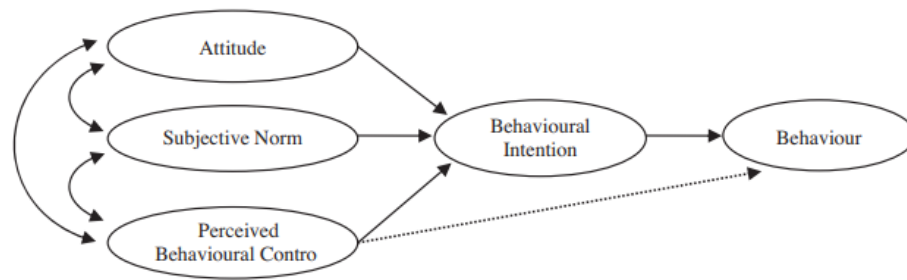 Attitude
Subjective Norm
Behavioural
Intention
Behaviour
Perceived
Behavioural Contro